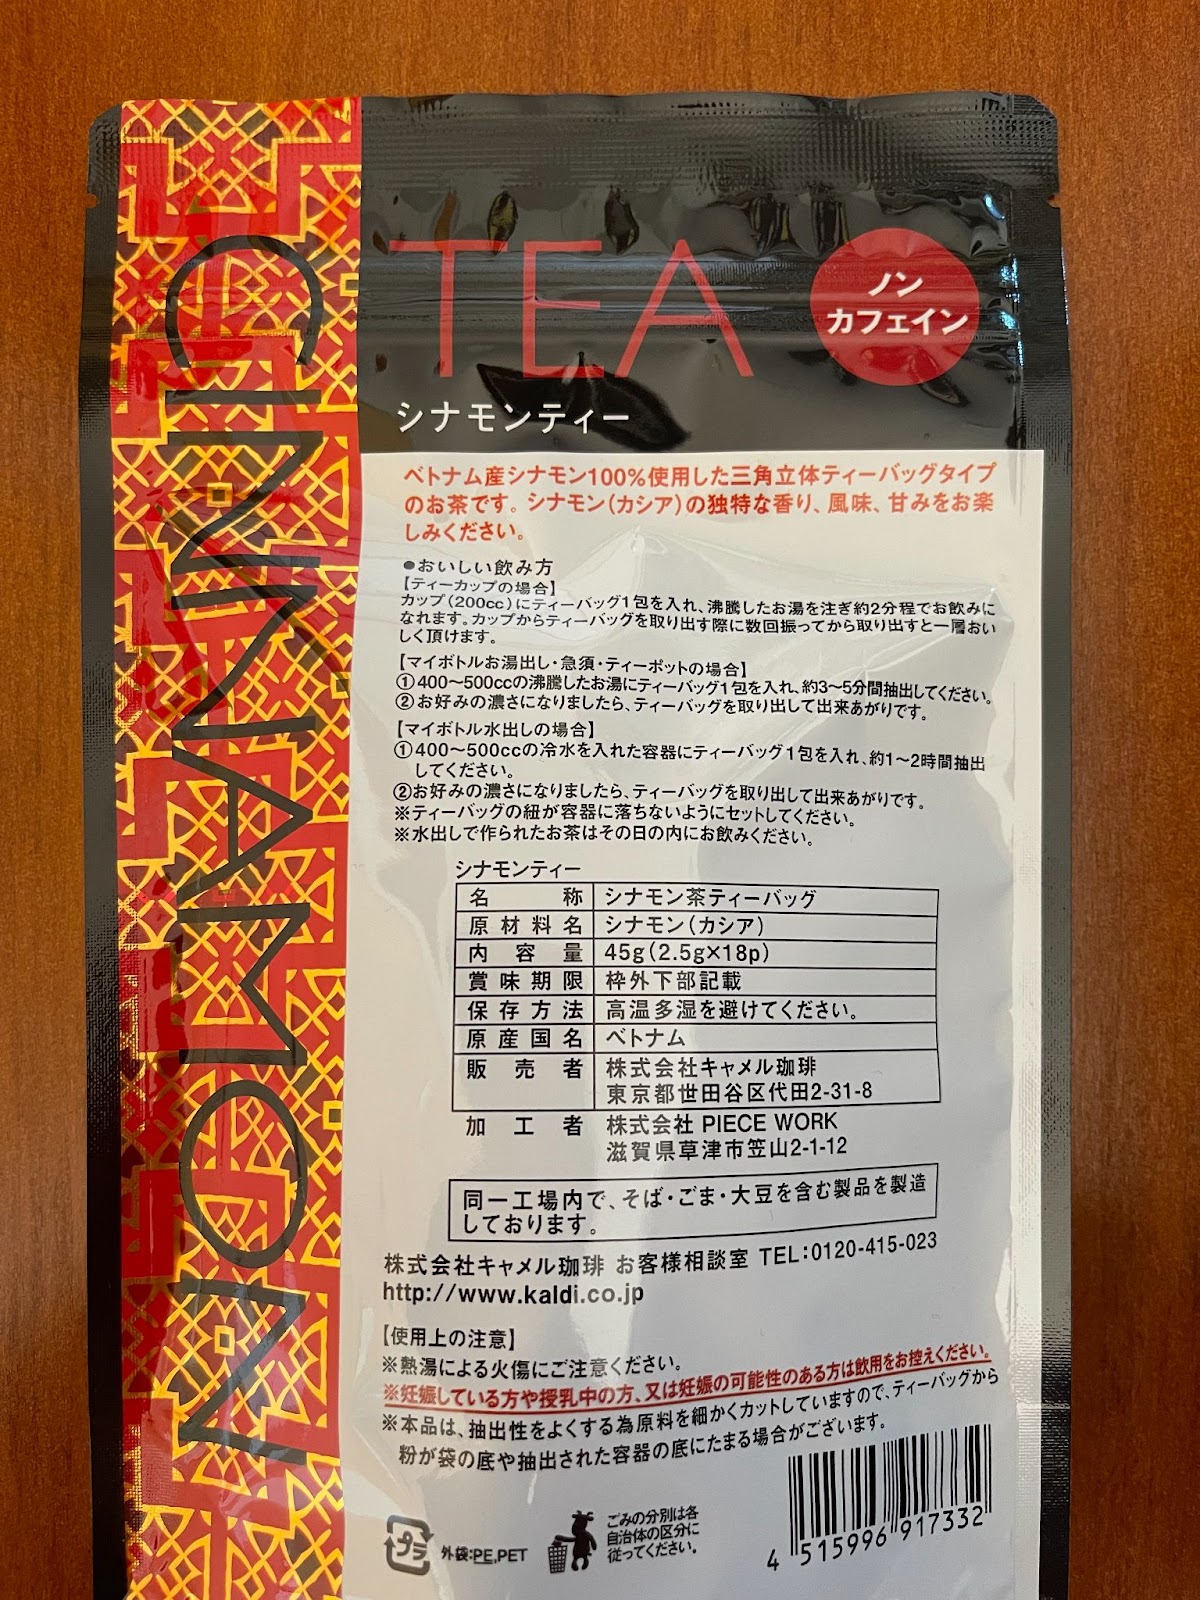 CINNAMON
TEA
ノン
カフェイン
シナモンティー
ベトナム産シナモン100%使用した三角立体ティーバッグタイプ
のお茶です。シナモン(カシア)の独特な香り、風味、甘みをお楽
しみください。
●おいしい飲み方
【ティーカップの場合】
カップ(200cc)にティーバッグ1包を入れ、沸騰したお湯を注ぎ約2分程でお飲みに
なれます。カップからティーバッグを取り出す際に数回振ってから取り出すと一層おい
しく頂けます。
【マイボトルお湯出し・急須・ティーポットの場合】
①400〜500ccの沸騰したお湯にティーバッグ1包を入れ、約3〜5分間抽出してください。
②お好みの濃さになりましたら、ティーバッグを取り出して出来あがりです。
【マイボトル水出しの場合】
①400〜500ccの冷水を入れた容器にティーバッグ1包を入れ、約1〜2時間抽出
してください。
②お好みの濃さになりましたら、ティーバッグを取り出して出来あがりです。
※ティーバッグの紐が容器に落ちないようにセットしてください。
※水出しで作られたお茶はその日の内にお飲みください。
シナモンティー
名称 シナモン茶ティーバッグ
原材料名 シナモン(カシア)
内容量 45g(2.5g×18p)
賞味期限 枠外下部記載
保存方法 高温多湿を避けてください。
原産国名 ベトナム
販売者 株式会社キャメル珈琲
東京都世田谷区代田2-31-8
加工者 株式会社 PIECE WORK
滋賀県草津市笠山2-1-12
同一工場内で、そば・ごま・大豆を含む製品を製造
しております。
株式会社キャメル珈琲 お客様相談室 TEL:0120-415-023
http://www.kaldi.co.jp
【使用上の注意】
※熱湯による火傷にご注意ください。
※妊娠している方や授乳中の方、又は妊娠の可能性のある方は飲用をお控えください。
※本品は、抽出性をよくする為原料を細かくカットしていますので、ティーバッグから
粉が袋の底や抽出された容器の底にたまる場合がございます。
プラ
外袋:PE,PET
ごみの分別は各
自治体の区分に
従ってください。
4 515996 917332